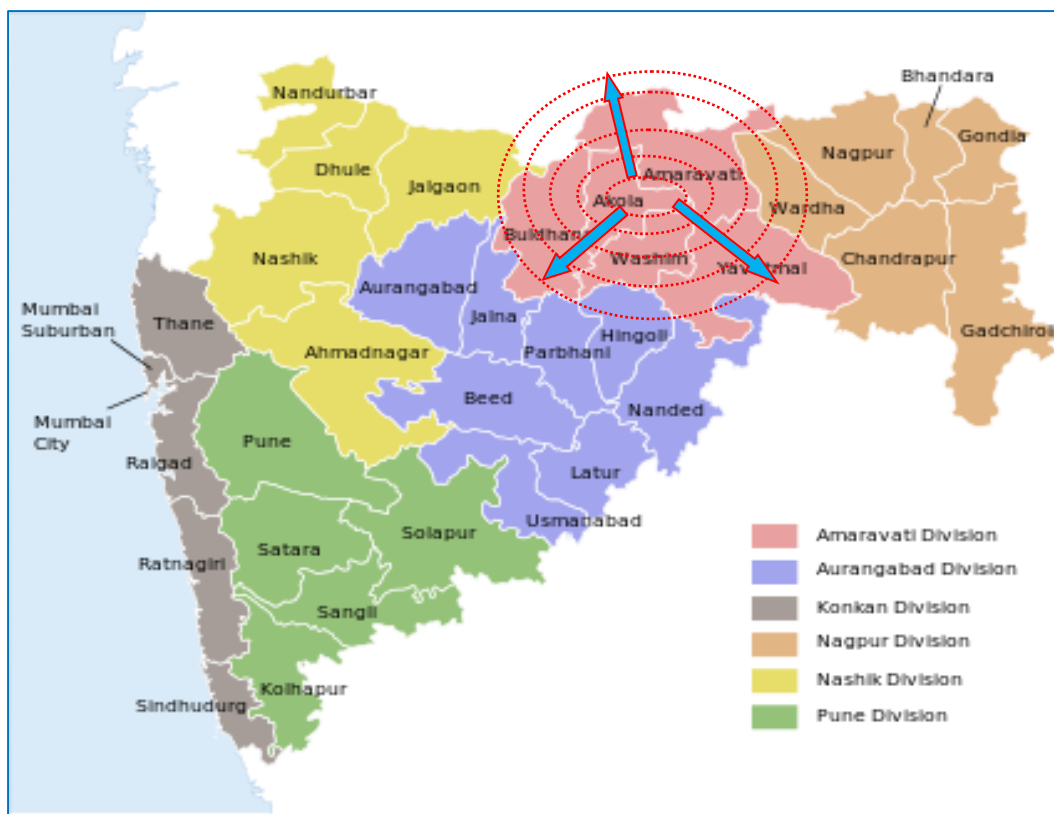 Bhandara
Nandurbar
Gondia
Nagpur
Dhule
Jalgaon
Amaravati
Akola
Wardha
Buldhana
Nashik
Washim
Yavatmal
Chandrapur
Aurangabad
Mumbai
Suburban
Thane
Jalna
Hingoli
Gadchiroli
Ahmadnagar
Parbhani
Beed
Nanded
Mumbai
City
Pune
Raigad
Latur
Usmanabad
Solapur
Satara
Ratnagiri
Sangli
Kolhapur
Sindhudurg
Amaravati Division
Aurangabad Division
Konkan Division
Nagpur Division
Nashik Division
Pune Division